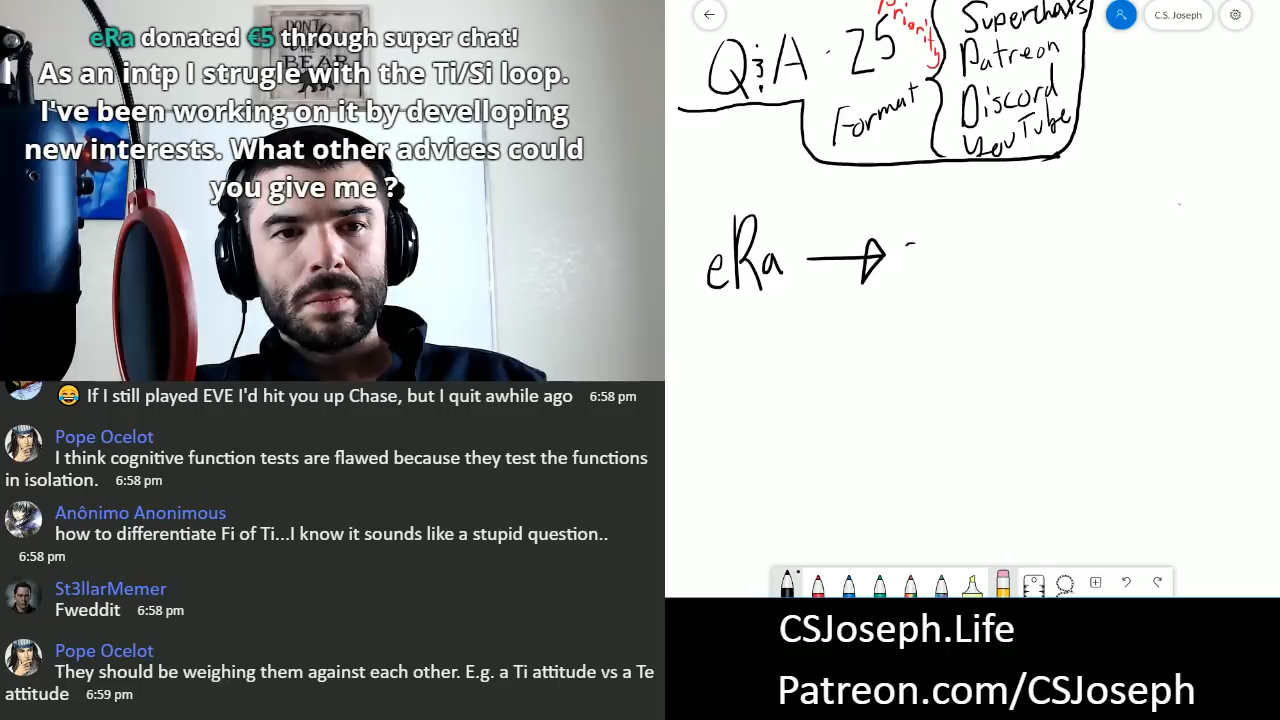 DON'T
BEAR
eRa donated €5 through super chat!
As an intp I strugle with the Ti/Si loop.
I've been working on it by develloping
new interests. What other advices could
you give me ?
😂 If I still played EVE I'd hit you up Chase, but I quit awhile ago 6:58 pm
Pope Ocelot
I think cognitive function tests are flawed because they test the functions
in isolation. 6:58 pm
Anônimo Anonimous
how to differentiate Fi of Ti...I know it sounds like a stupid question..
6:58 pm
St3llarMemer
Fweddit 6:58 pm
Pope Ocelot
They should be weighing them against each other. E.g. a Ti attitude vs a Te
attitude 6:59 pm
C.S. Joseph
Q&A - 25
Format
Priority
Superchats
Patreon
Discord
YouTube
eRa
CSJoseph.Life
Patreon.com/CSJoseph